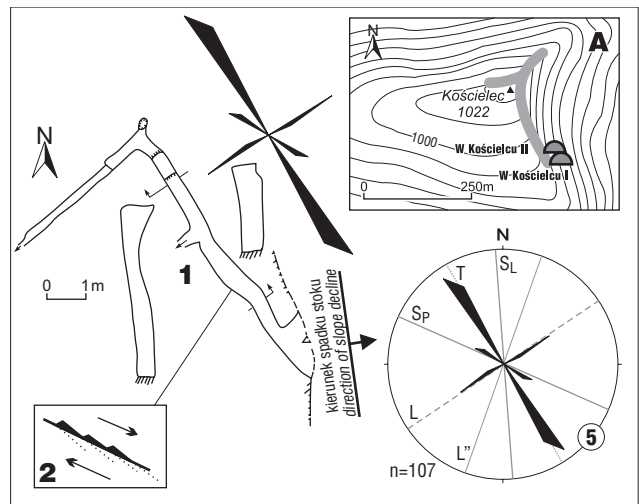 A
N
Kościelec
1022
1000
W Kościelcu II
W Kościelcu I
0 250m
N
1
0 1m
kierunek spadku stoku
direction of slope decline
2
N
T
SL
SP
L
L"
5
n=107